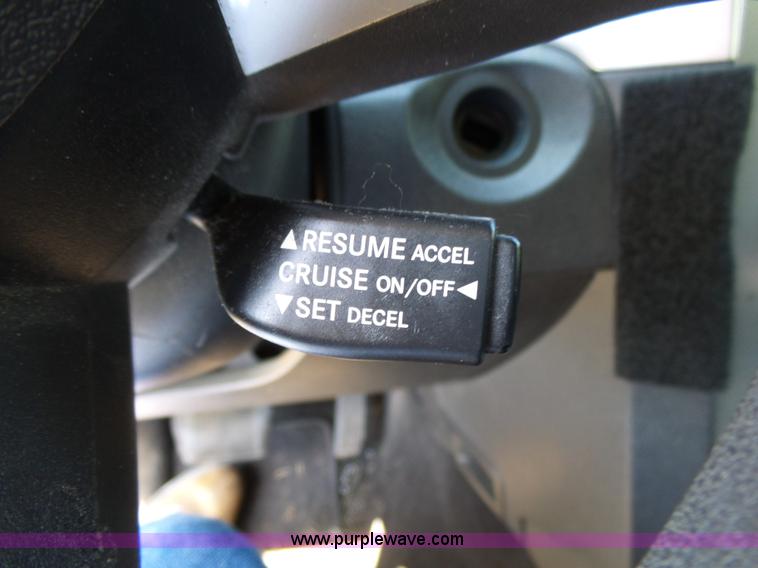 ▲RESUME ACCEL
CRUISE ON/OFF◀
▼SET DECEL
www.purplewave.com